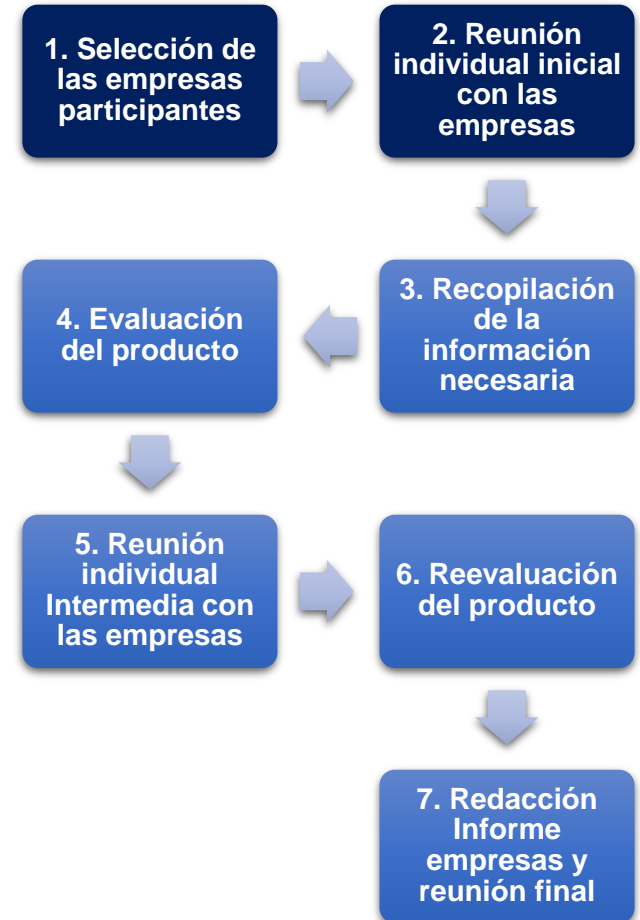 1. Selección de
las empresas
participantes
2. Reunión
individual inicial
con las
empresas
3. Recopilación
de la
información
necesaria
4. Evaluación
del producto
5. Reunión
individual
Intermedia con
las empresas
6. Reevaluación
del producto
7. Redacción
Informe
empresas y
reunión final